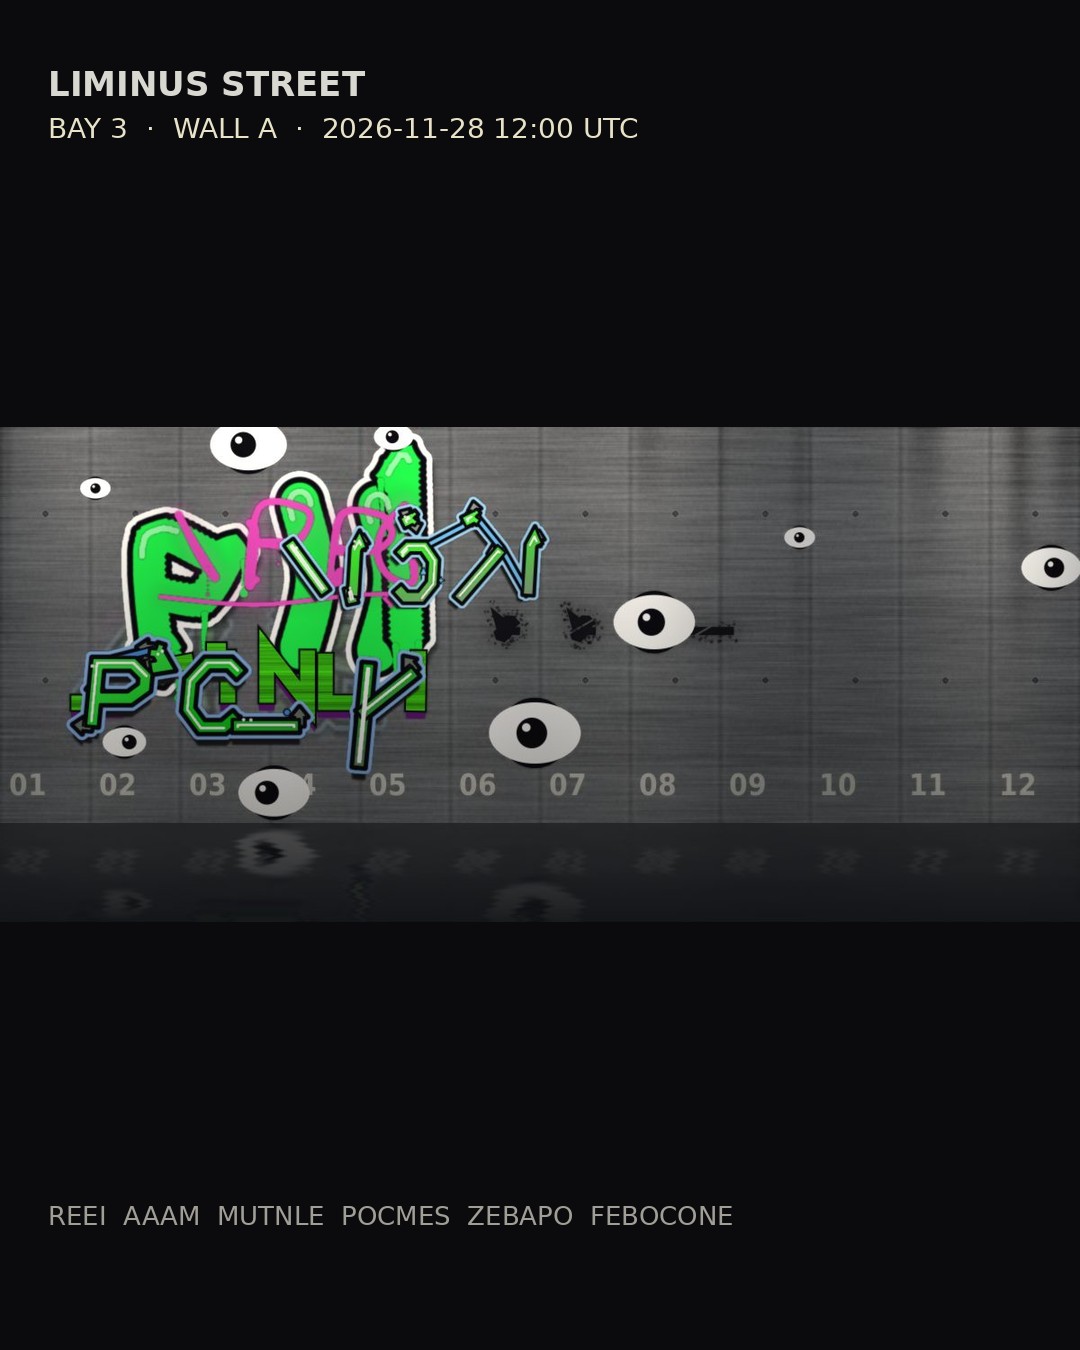 LIMINUS STREET
BAY 3 · WALL A · 2026-11-28 12:00 UTC
01 02 03 05 06 07 08 09 10 11 12
REEI AAAM MUTNLE POCMES ZEBAPO FEBOCONE